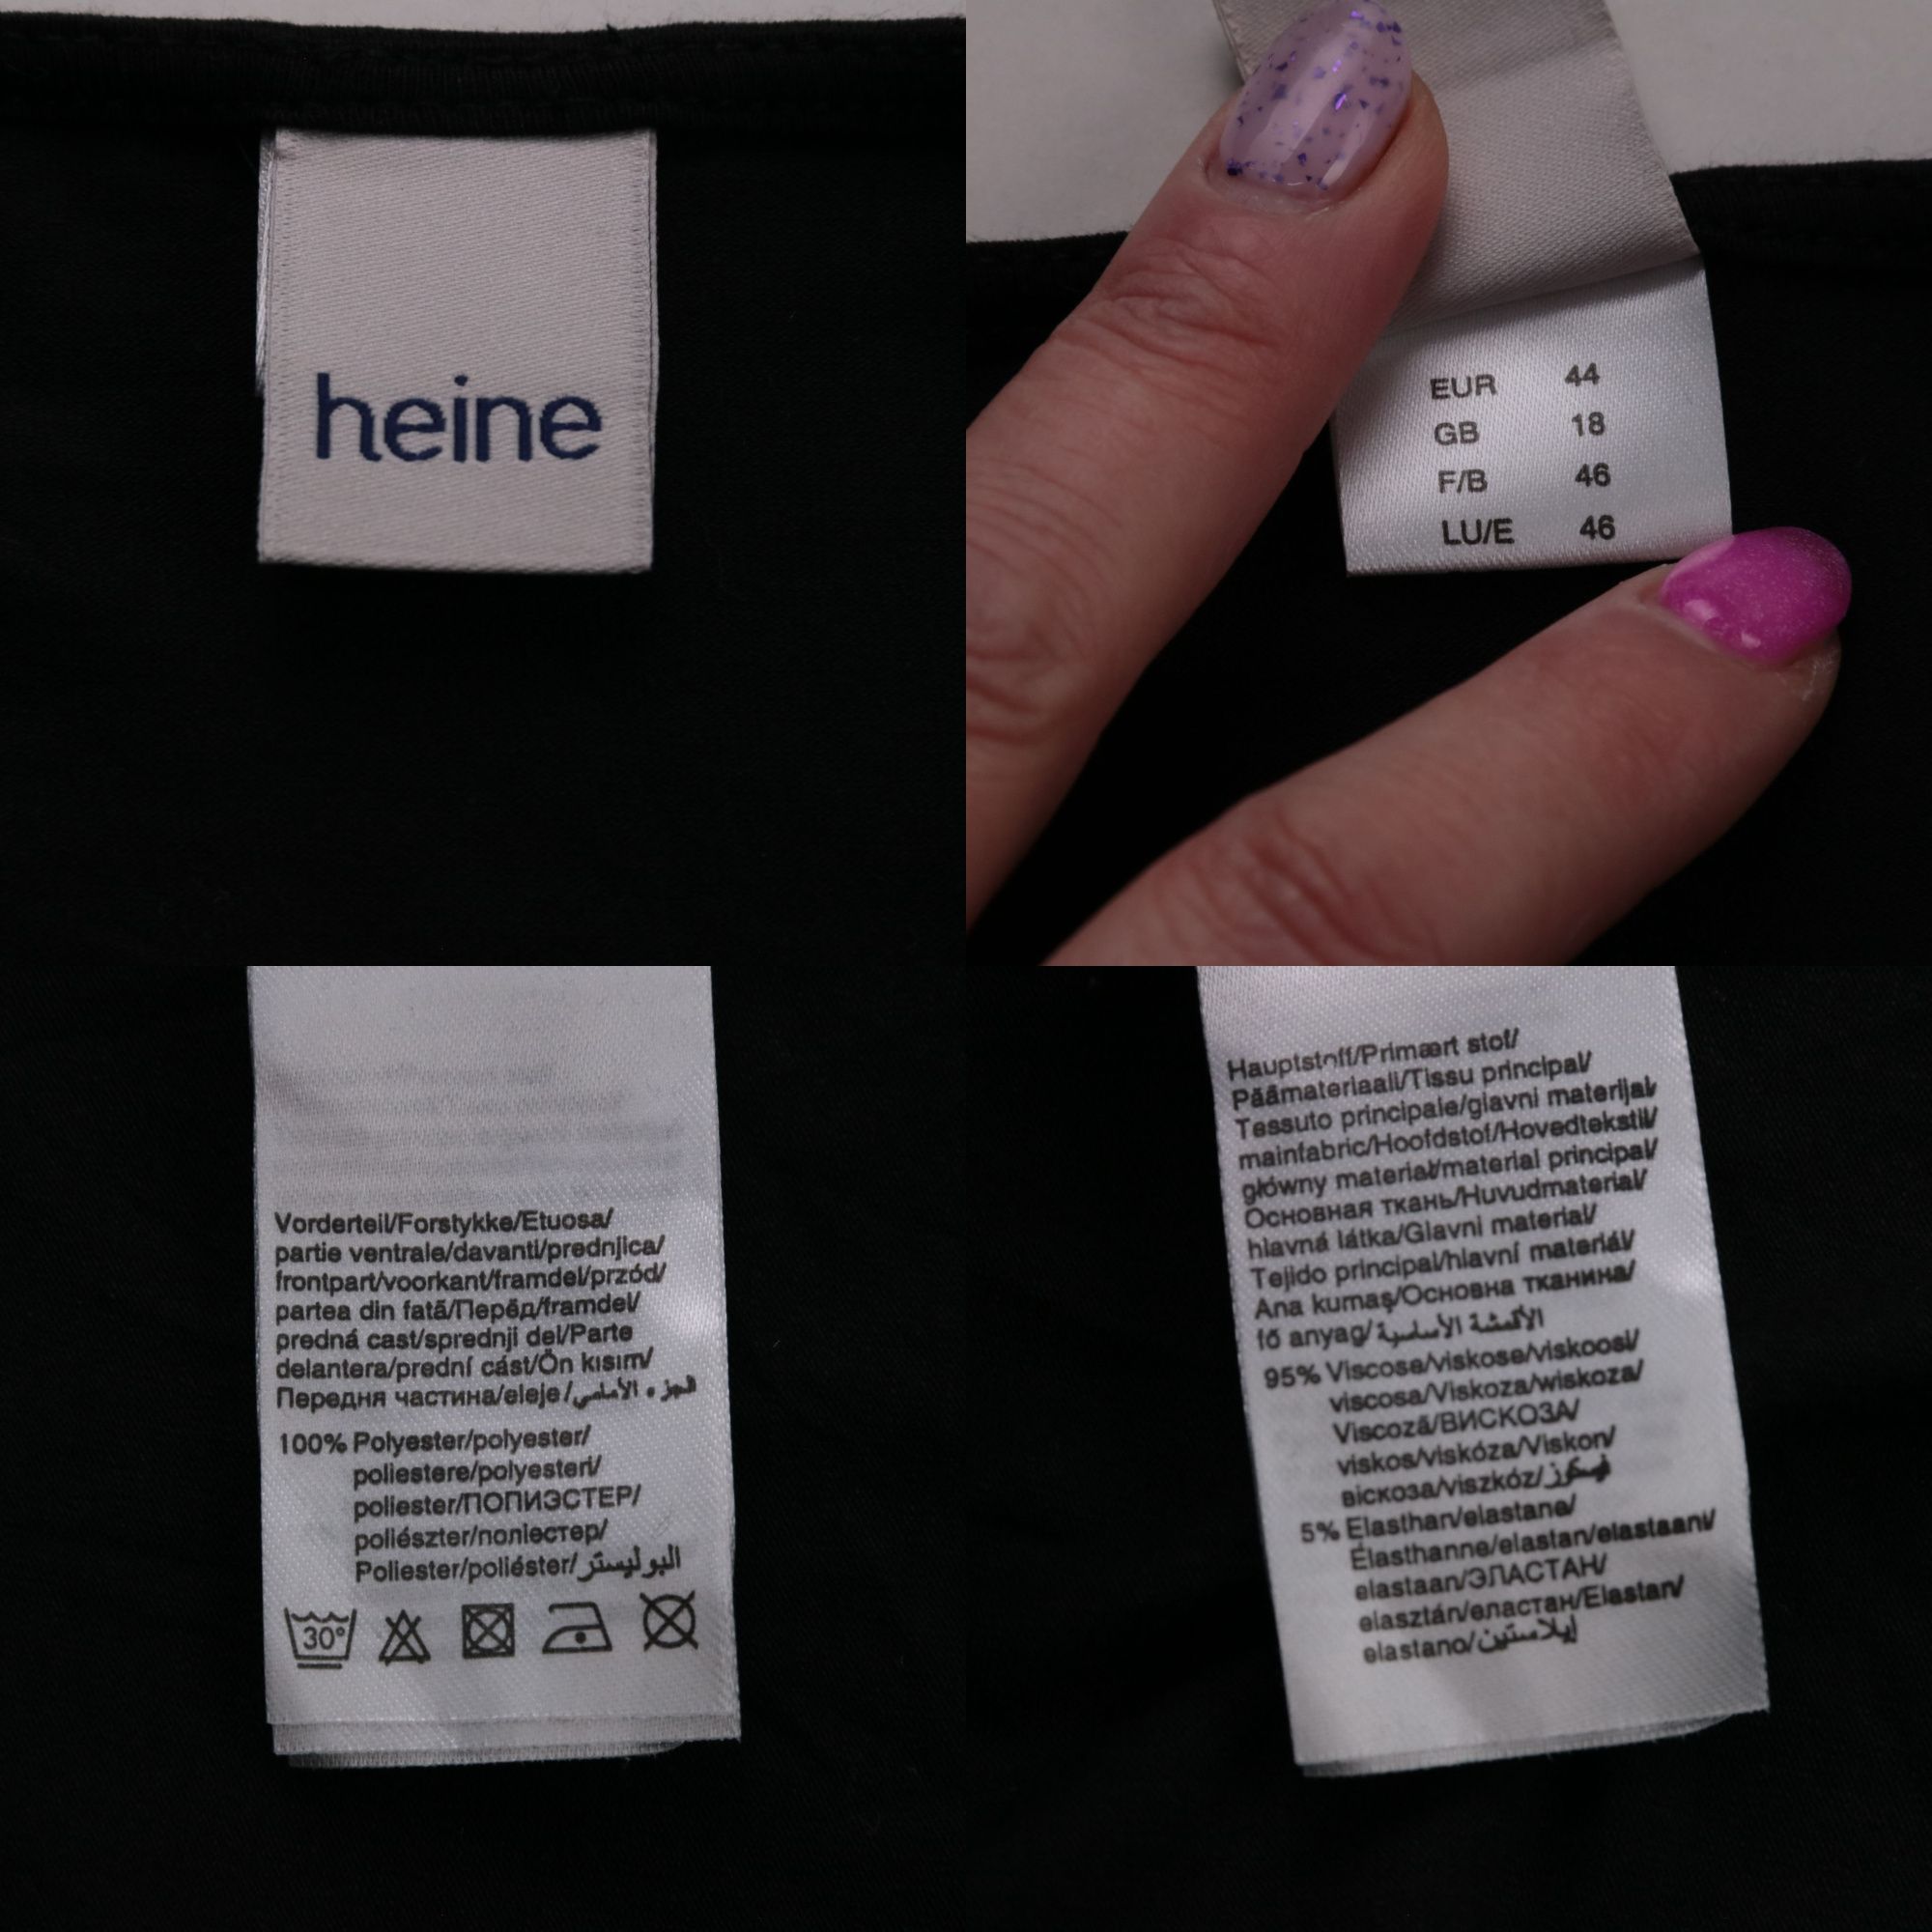 heine
EUR 44
GB 18
F/B 46
LU/E 46
Vorderteil/Forstykke/Etuosa/
partie ventrale/davanti/prednjica/
frontpart/voorkant/framdel/przód/
partea din fată/Перёд/framdel/
predná cast/sprednji del/Parte
delantera/prední cást/Ön kısım/
Передня частина/eleje/الجزء الأمامي
100% Polyester/polyester/
poliestere/polyesteri/
poliester/ПОПИЭСТЕР/
poliészter/nonіестер/
Poliester/poliéster/البوليستر
30°
Hauptstoff/Primært stof/
Pååmateriaali/Tissu principal/
Tessuto principale/glavni materijal/
mainfabric/Hoofdstof/Hovedtekstil/
główny materiał/material principal/
Основная ткань/Huvudmaterial/
hlavná látka/Glavni material/
Tejido principal/hlavní materiál/
Ana kumaş/Основна тканина/
fő anyag/الأقمشة الأساسية
95% Viscose/viskose/viskoosi/
viscosa/Viskoza/wiskoza/
Viscoză/ВИСКОЗА/
viskos/viskóza/Viskon/
віскоза/viszkóz/فيسكوز
5% Elasthan/elastane/
Élasthanne/elastan/elastaani/
elastaan/ЭЛАСТАН/
elasztán/еластан/Elastan/
elastano/إيلاستين